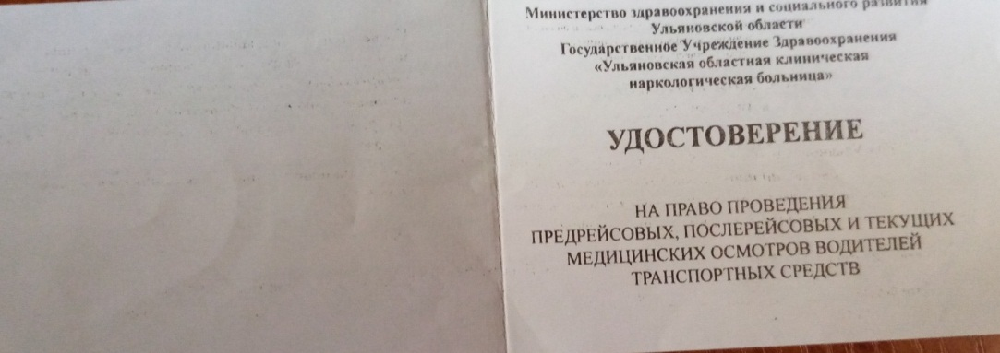 Министерство здравоохранения и социального развития
Ульяновской области
Государственное Учреждение Здравоохранения
«Ульяновская областная клиническая
наркологическая больница»
УДОСТОВЕРЕНИЕ
НА ПРАВО ПРОВЕДЕНИЯ
ПРЕДРЕЙСОВЫХ, ПОСЛЕРЕЙСОВЫХ И ТЕКУЩИХ
МЕДИЦИНСКИХ ОСМОТРОВ ВОДИТЕЛЕЙ
ТРАНСПОРТНЫХ СРЕДСТВ